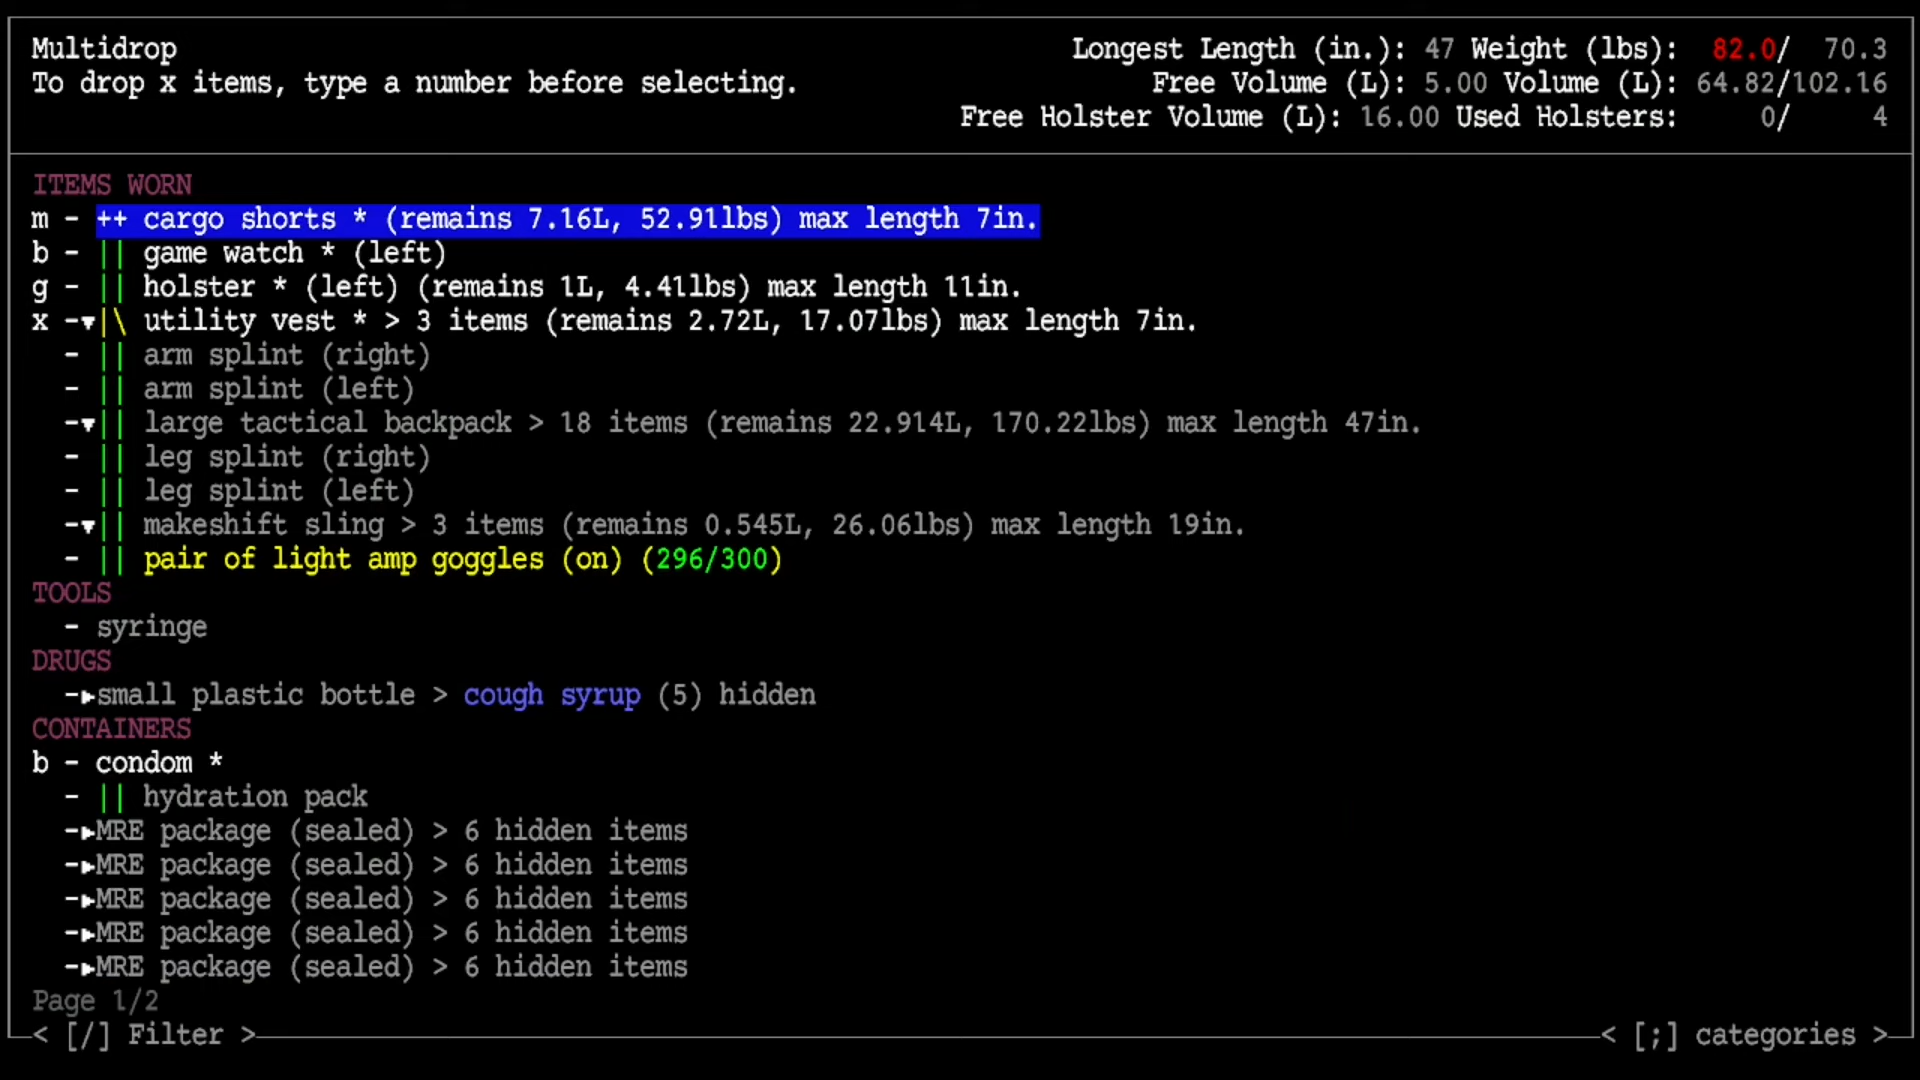 Multidrop
Longest Length (in.): 47 Weight (lbs): 82.0/ 70.3
To drop x items, type a number before selecting.
Free Volume (L): 5.00 Volume (L): 64.82/102.16
Free Holster Volume (L): 16.00 Used Holsters: 0/ 4
ITEMS WORN
m - ++ cargo shorts * (remains 7.16L, 52.91lbs) max length 7in.
b - || game watch * (left)
g - || holster * (left) (remains 1L, 4.41lbs) max length 11in.
x -▼|\ utility vest * > 3 items (remains 2.72L, 17.07lbs) max length 7in.
- || arm splint (right)
- || arm splint (left)
-▼|| large tactical backpack > 18 items (remains 22.914L, 170.22lbs) max length 47in.
- || leg splint (right)
- || leg splint (left)
-▼|| makeshift sling > 3 items (remains 0.545L, 26.06lbs) max length 19in.
- || pair of light amp goggles (on) (296/300)
TOOLS
- syringe
DRUGS
-▶small plastic bottle > cough syrup (5) hidden
CONTAINERS
b - condom *
- || hydration pack
-▶MRE package (sealed) > 6 hidden items
-▶MRE package (sealed) > 6 hidden items
-▶MRE package (sealed) > 6 hidden items
-▶MRE package (sealed) > 6 hidden items
-▶MRE package (sealed) > 6 hidden items
Page 1/2
< [/] Filter >
< [;] categories >